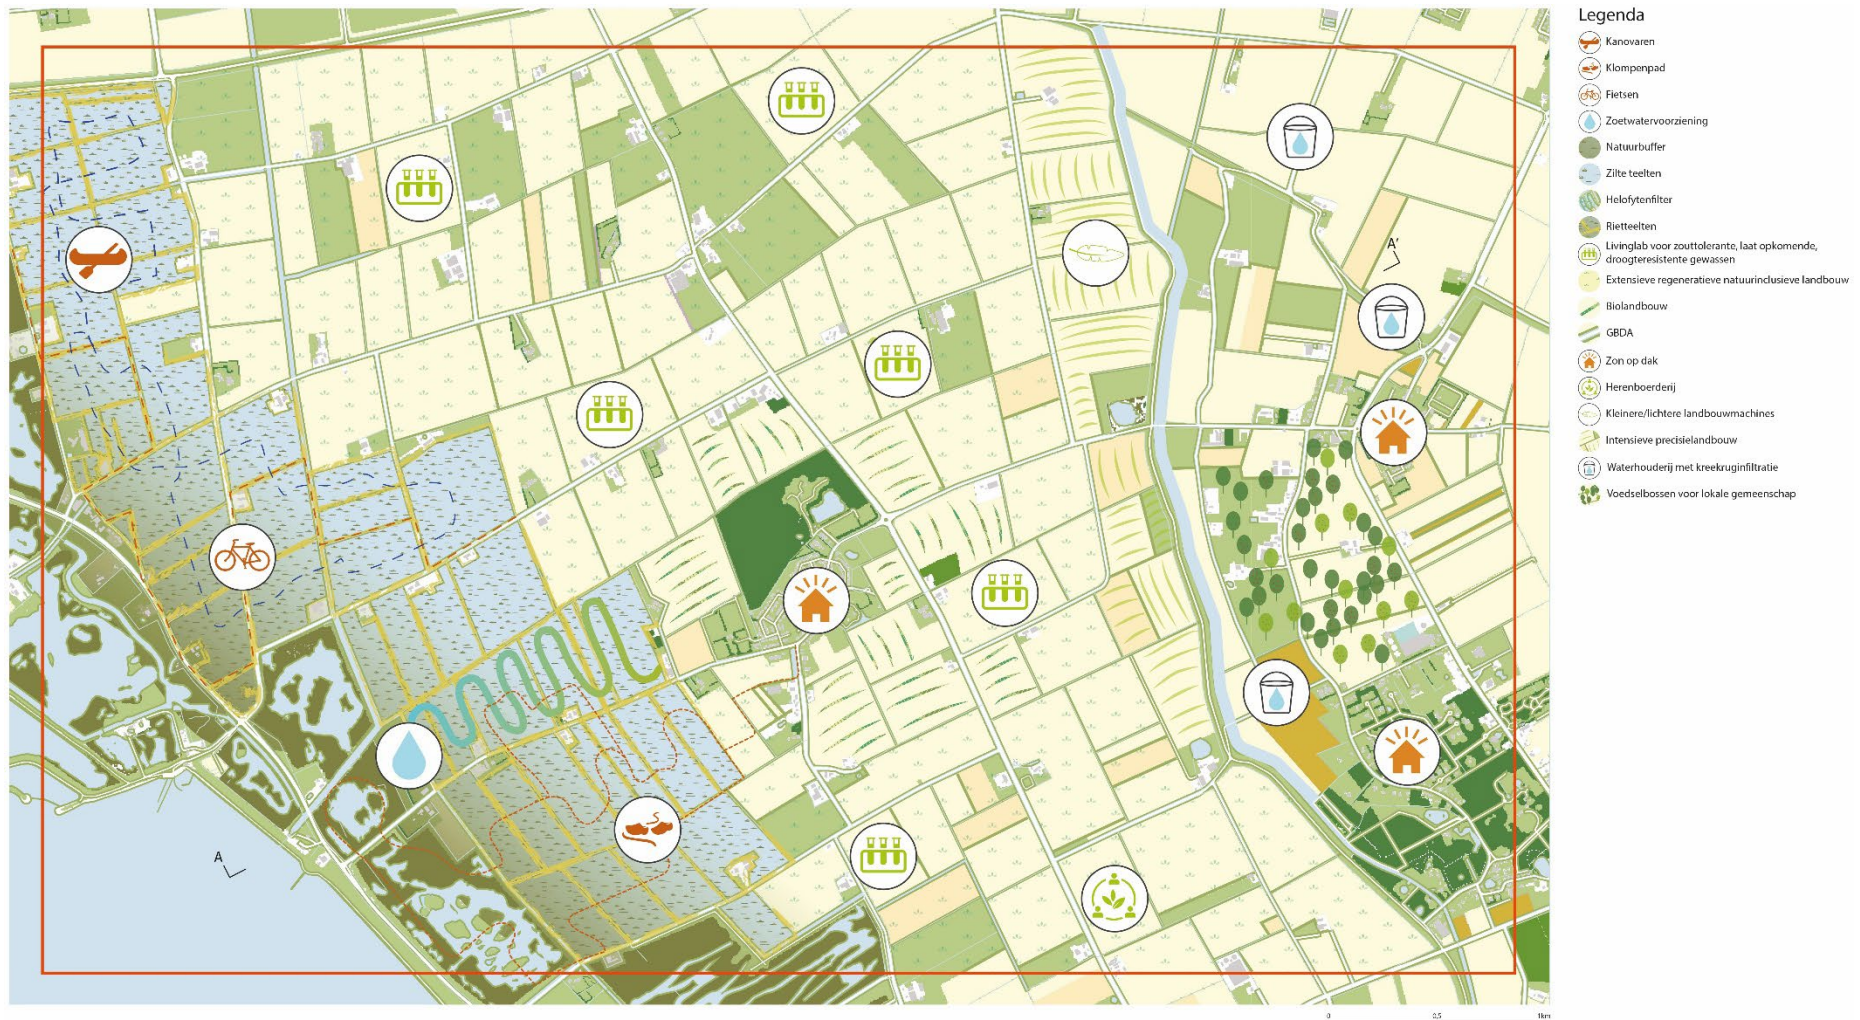 Legenda
Kanovaren
Klompenpad
Fietsen
Zoetwatervoorziening
Natuurbuffer
Zilte teelten
Helofytenfilter
Rietteelten
Livinglab voor zouttolerante, laat opkomende,
droogteresistente gewassen
Extensieve regeneratieve natuurinclusieve landbouw
Biolandbouw
GBDA
Zon op dak
Herenboerderij
Kleinere/lichtere landbouwmachines
Intensieve precisielandbouw
Waterhouderij met kreekruginfiltratie
Voedselbossen voor lokale gemeenschap
A'
A
0 0,5 1km